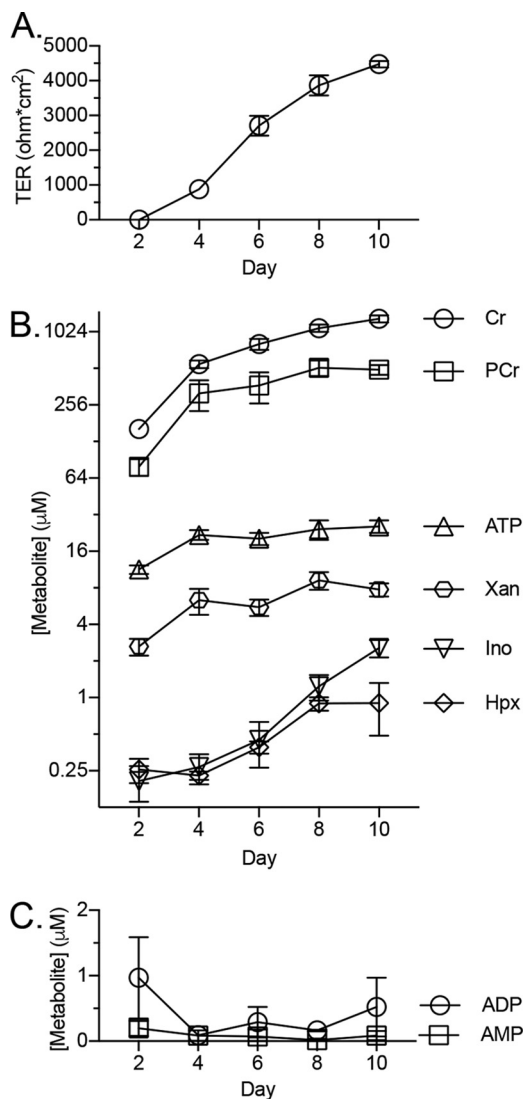 A.
TER (ohm*cm²)
5000
4000
3000
2000
1000
0
2 4 6 8 10
Day
B.
[Metabolite] (μM)
1024
256
64
16
4
1
0.25
Cr
PCr
ATP
Xan
Ino
Hpx
2 4 6 8 10
Day
C.
[Metabolite] (μM)
2
1
0
ADP
AMP
2 4 6 8 10
Day